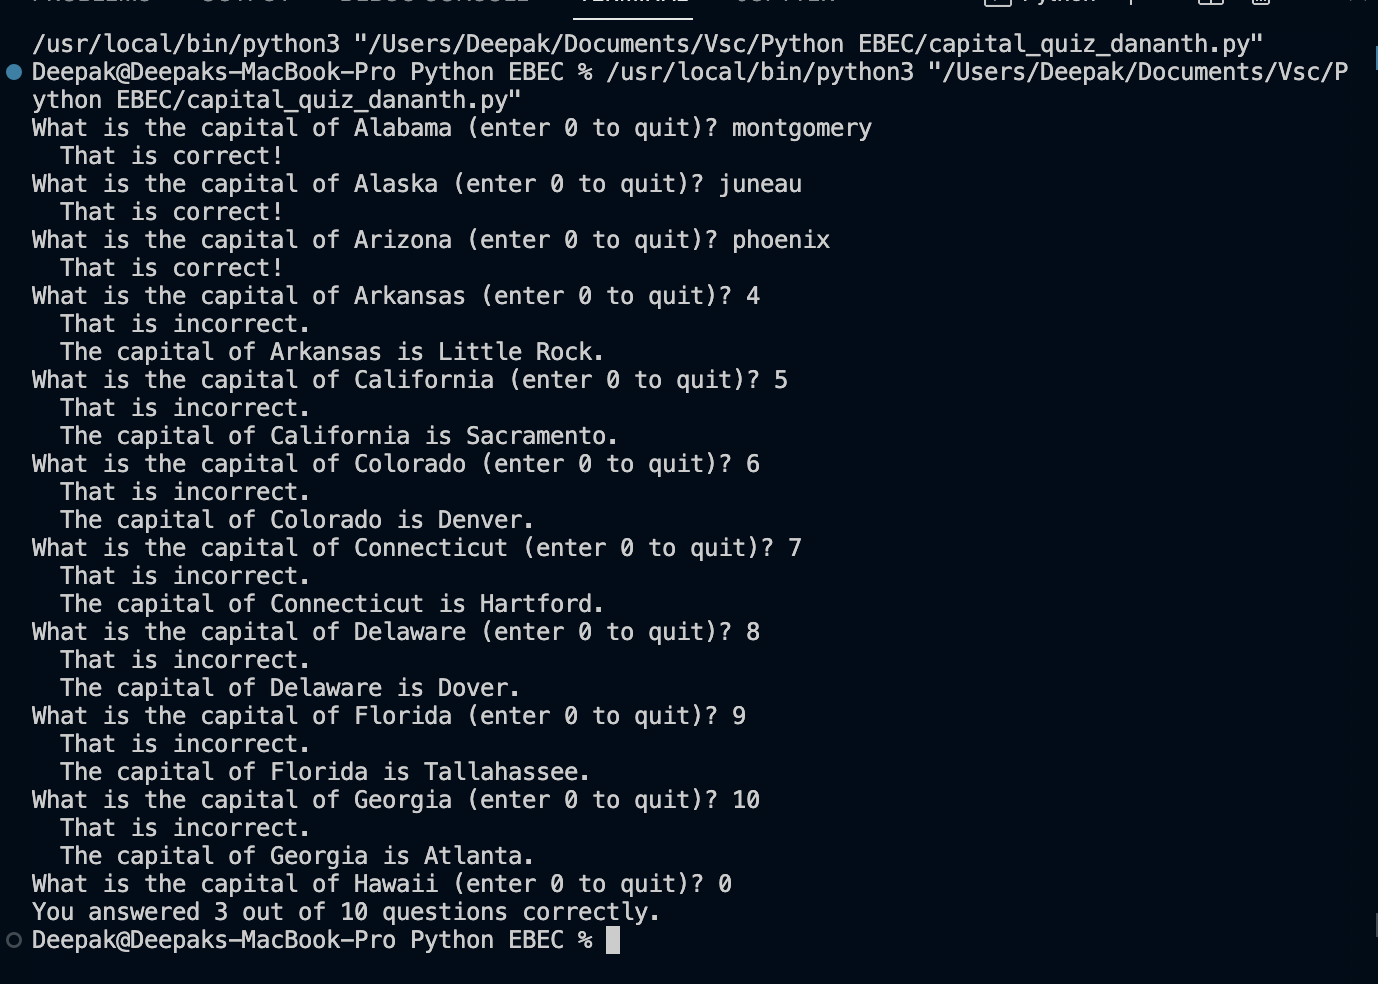 Python
/usr/local/bin/python3 "/Users/Deepak/Documents/Vsc/Python EBEC/capital_quiz_dananth.py"
Deepak@Deepaks-MacBook-Pro Python EBEC % /usr/local/bin/python3 "/Users/Deepak/Documents/Vsc/P
ython EBEC/capital_quiz_dananth.py"
What is the capital of Alabama (enter 0 to quit)? montgomery
  That is correct!
What is the capital of Alaska (enter 0 to quit)? juneau
  That is correct!
What is the capital of Arizona (enter 0 to quit)? phoenix
  That is correct!
What is the capital of Arkansas (enter 0 to quit)? 4
  That is incorrect.
  The capital of Arkansas is Little Rock.
What is the capital of California (enter 0 to quit)? 5
  That is incorrect.
  The capital of California is Sacramento.
What is the capital of Colorado (enter 0 to quit)? 6
  That is incorrect.
  The capital of Colorado is Denver.
What is the capital of Connecticut (enter 0 to quit)? 7
  That is incorrect.
  The capital of Connecticut is Hartford.
What is the capital of Delaware (enter 0 to quit)? 8
  That is incorrect.
  The capital of Delaware is Dover.
What is the capital of Florida (enter 0 to quit)? 9
  That is incorrect.
  The capital of Florida is Tallahassee.
What is the capital of Georgia (enter 0 to quit)? 10
  That is incorrect.
  The capital of Georgia is Atlanta.
What is the capital of Hawaii (enter 0 to quit)? 0
You answered 3 out of 10 questions correctly.
Deepak@Deepaks-MacBook-Pro Python EBEC %